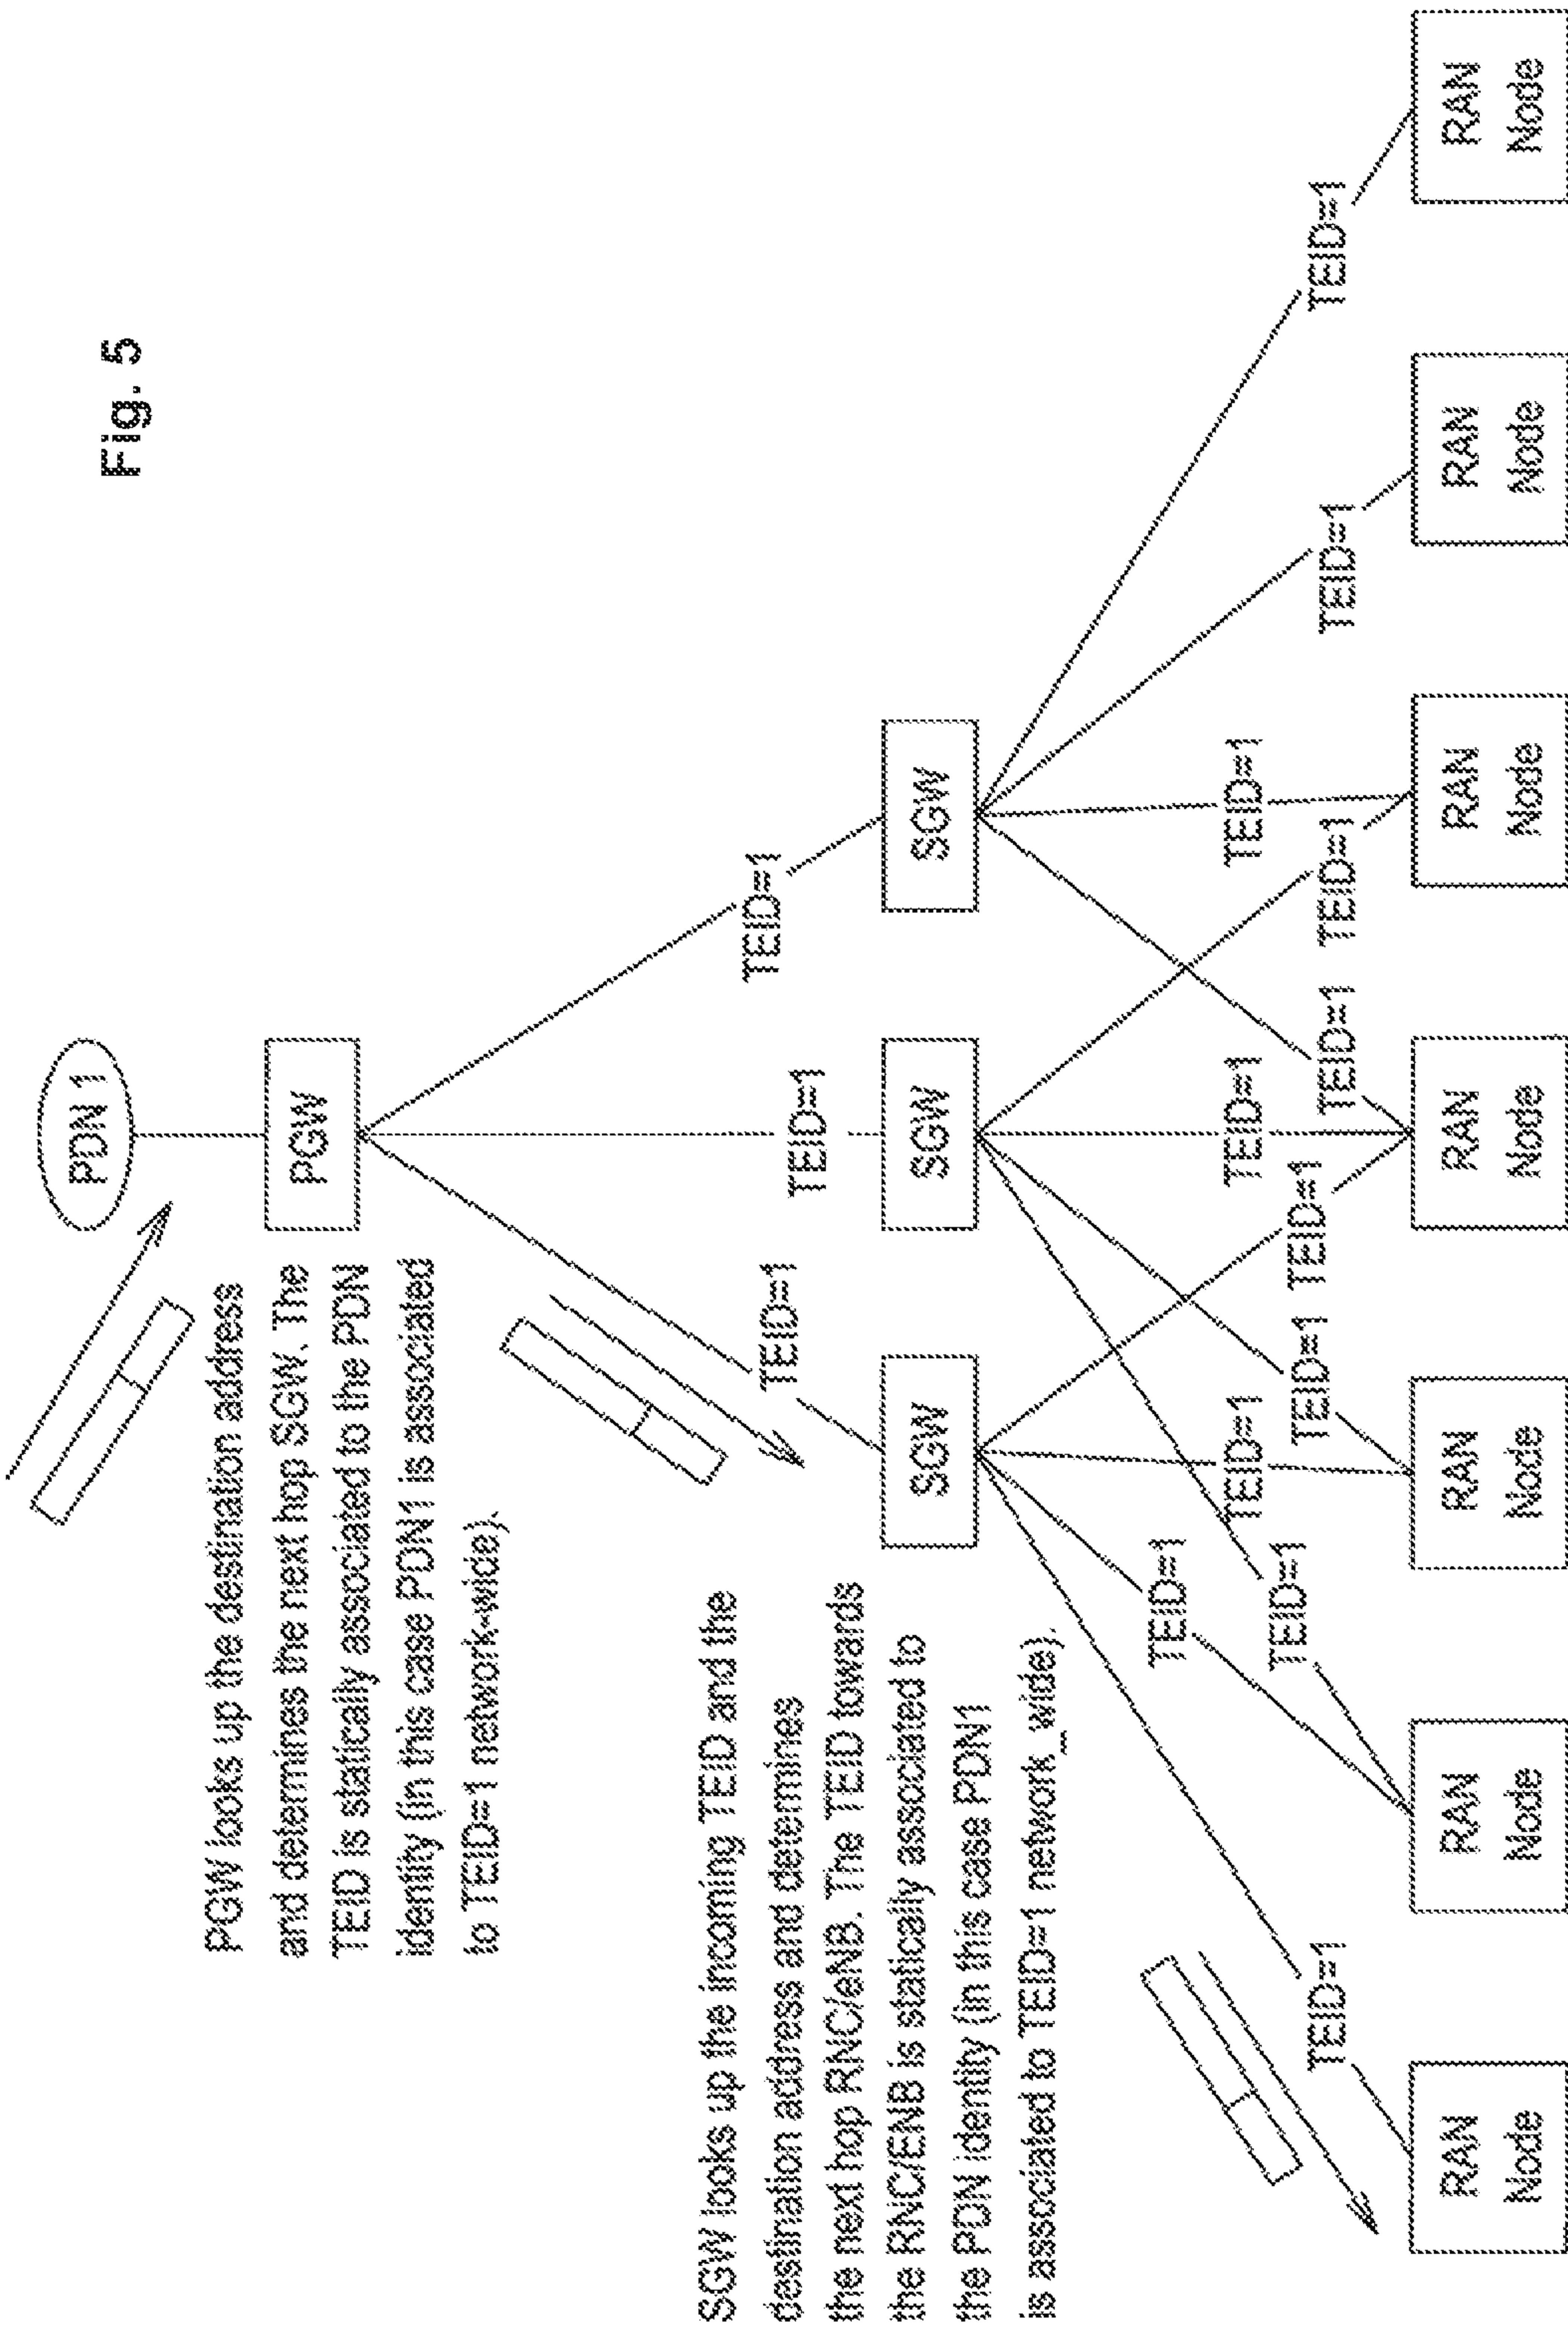 Fig. 5
PDN 1
PGW
PGW looks up the destination address
and determines the next hop SGW. The
TEID is statically associated to the PDN
identity (in this case PDN1 is associated
to TEID=1 network-wide).
TEID=1
TEID=1
TEID=1
SGW looks up the incoming TEID and the
destination address and determines
the next hop RNC/eNB. The TEID towards
the RNC/ENB is statically associated to
the PDN identity (in this case PDN1
is associated to TEID=1 network_wide).
SGW
SGW
SGW
TEID=1
TEID=1
TEID=1
TEID=1
TEID=1
TEID=1
TEID=1
TEID=1
TEID=1
TEID=1
TEID=1
TEID=1
RAN
Node
RAN
Node
RAN
Node
RAN
Node
RAN
Node
RAN
Node
RAN
Node